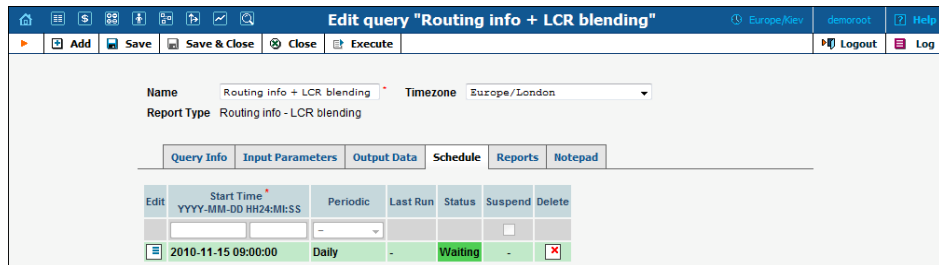 Edit query "Routing info + LCR blending" Europe/Kiev demoroot ? Help
Add Save Save & Close Close Execute Logout Log
Name Routing info + LCR blending * Timezone Europe/London
Report Type Routing info - LCR blending
Query Info Input Parameters Output Data Schedule Reports Notepad
Edit Start Time * YYYY-MM-DD HH24:MI:SS Periodic Last Run Status Suspend Delete
-
2010-11-15 09:00:00 Daily - Waiting -